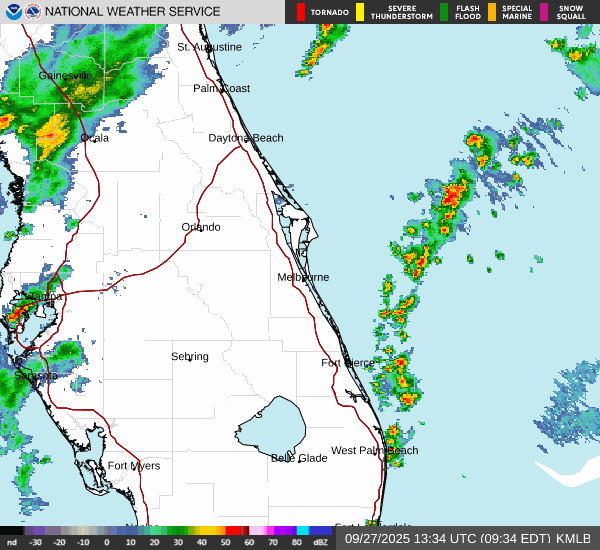 NATIONAL WEATHER SERVICE
TORNADO
SEVERE THUNDERSTORM
FLASH FLOOD
SPECIAL MARINE
SNOW SQUALL
St. Augustine
Gainesville
Palm Coast
Ocala
Daytona Beach
Orlando
Melbourne
Tampa
Sebring
Fort Pierce
Sarasota
West Palm Beach
Belle Glade
Fort Myers
nd -30 -20 -10 0 10 20 30 40 50 60 70 80 dBZ
09/27/2025 13:34 UTC (09:34 EDT) KMLB